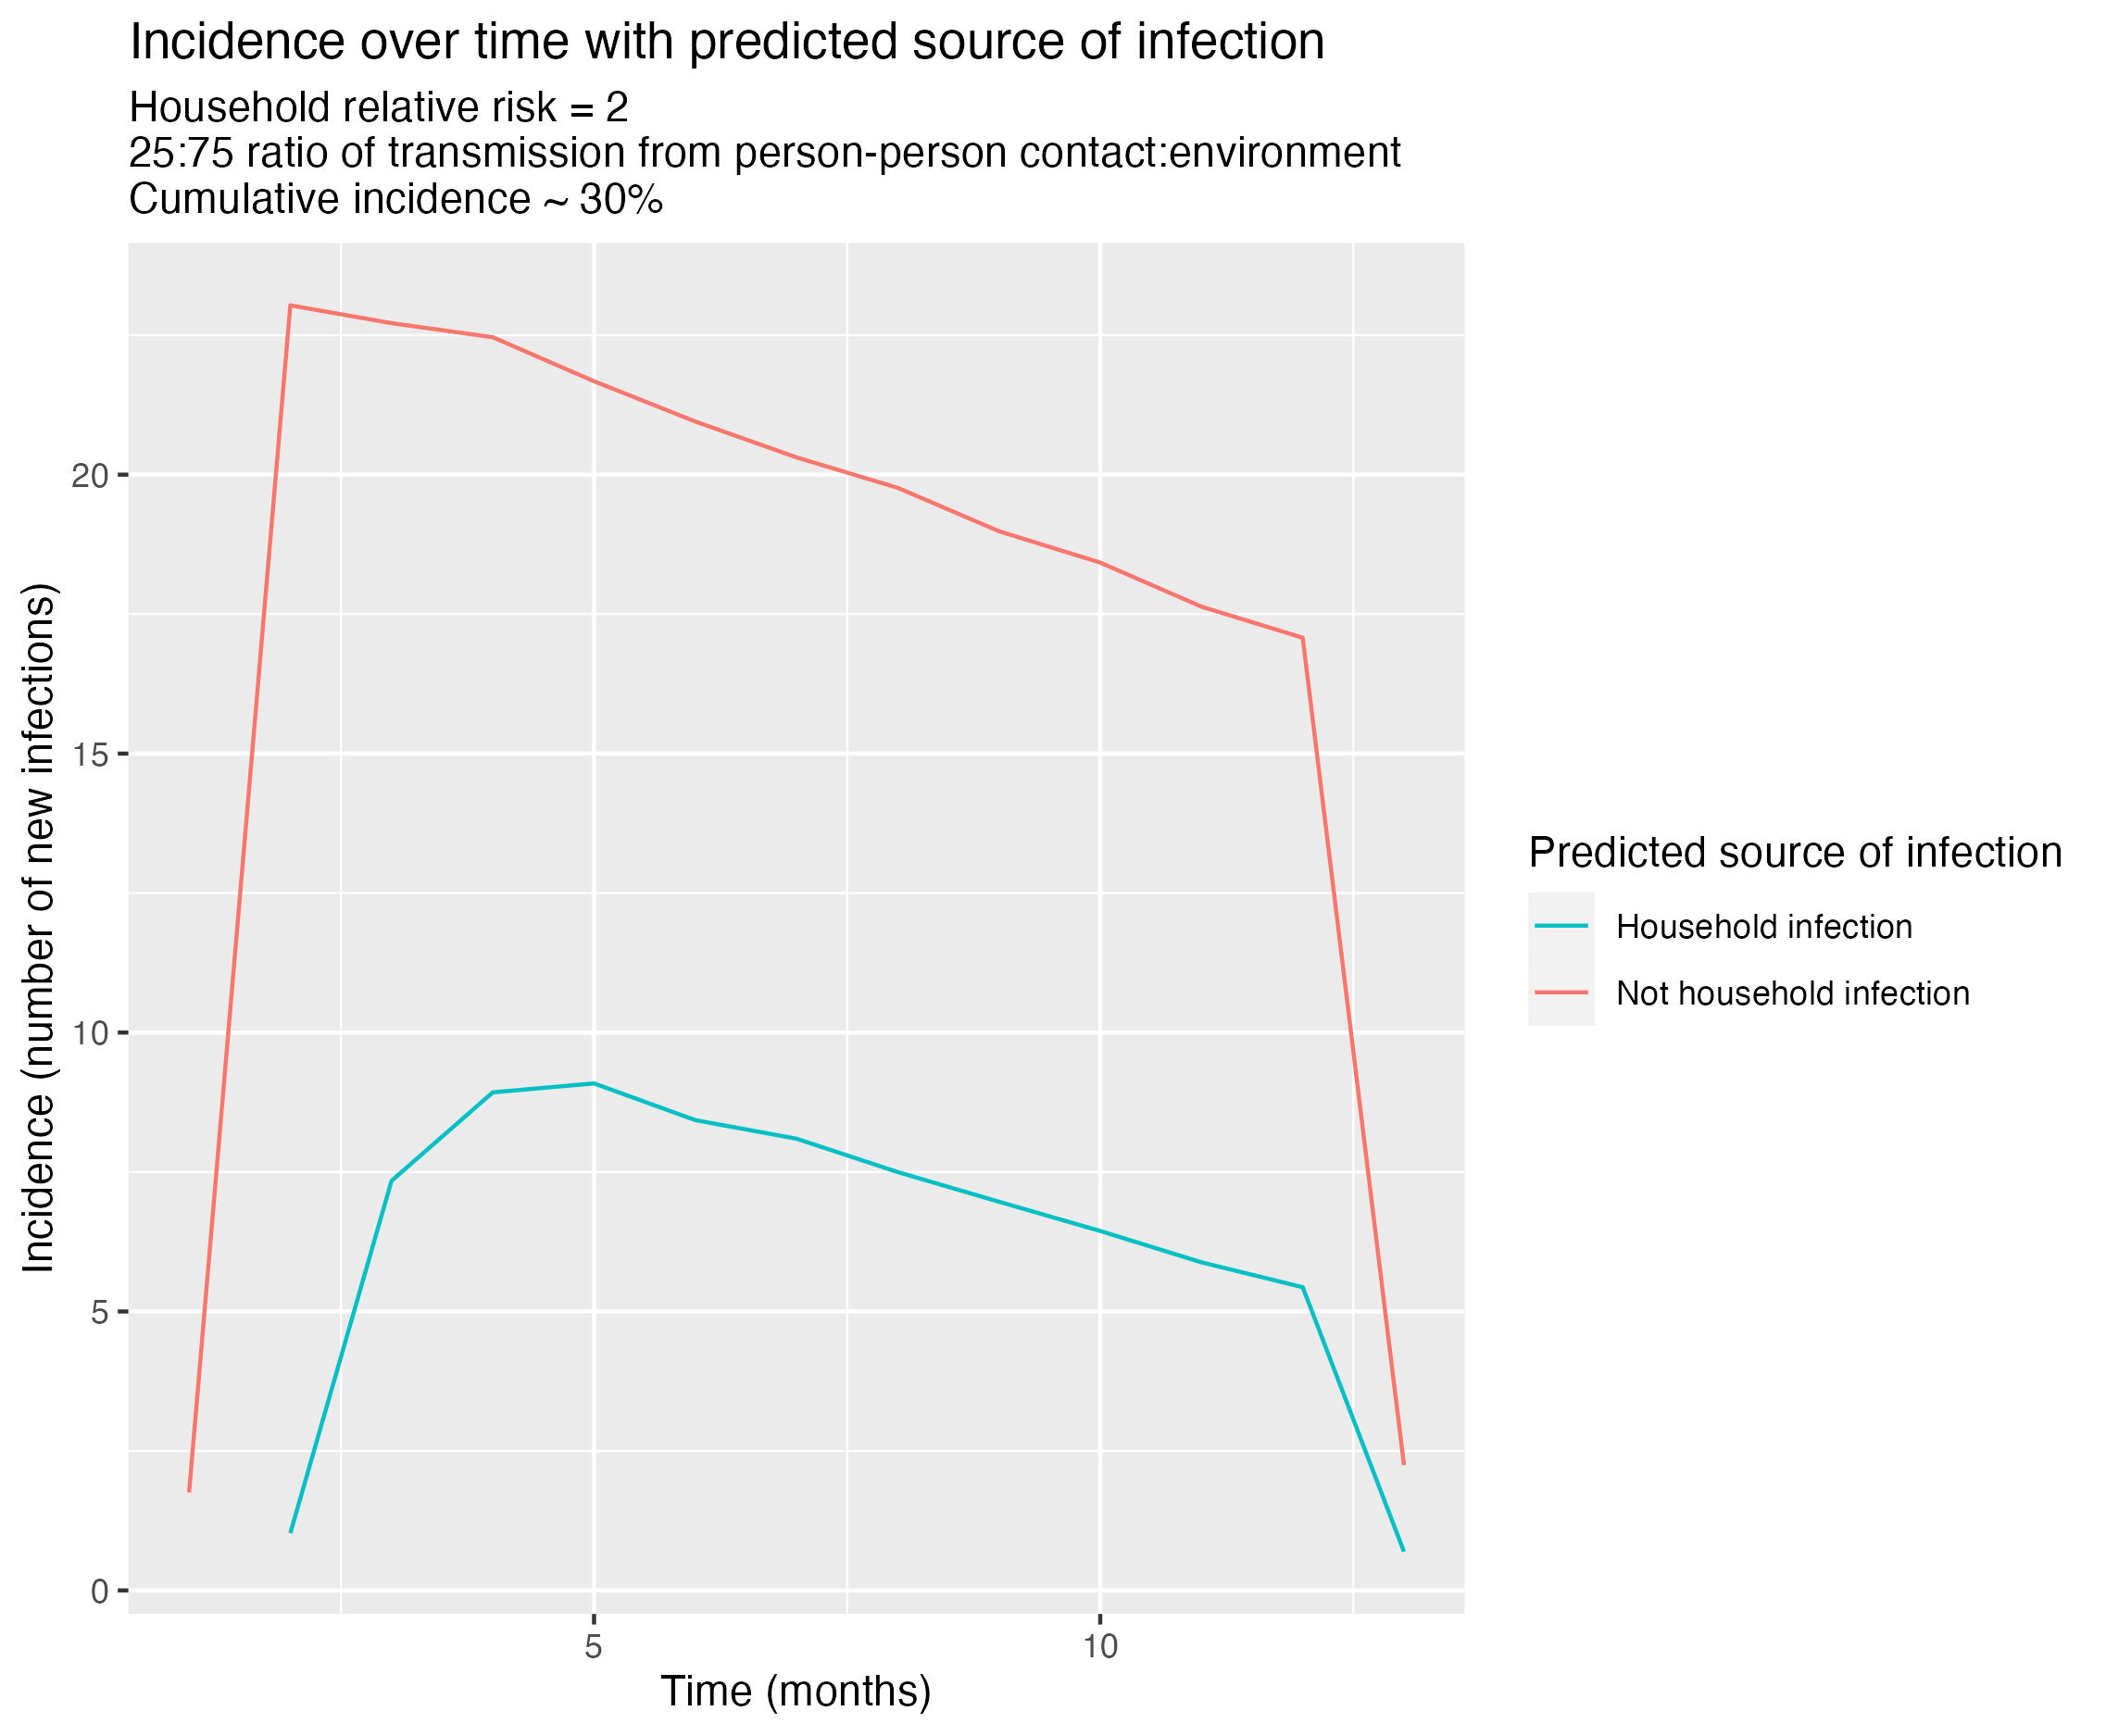 Incidence over time with predicted source of infection
Household relative risk = 2
25:75 ratio of transmission from person-person contact:environment
Cumulative incidence ~ 30%
Incidence (number of new infections)
20
15
10
5
0
5
10
Time (months)
Predicted source of infection
Household infection
Not household infection